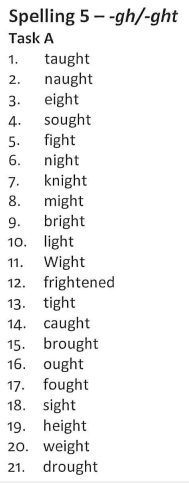 Spelling 5 – -gh/-ght
Task A
1. taught
2. naught
3. eight
4. sought
5. fight
6. night
7. knight
8. might
9. bright
10. light
11. Wight
12. frightened
13. tight
14. caught
15. brought
16. ought
17. fought
18. sight
19. height
20. weight
21. drought